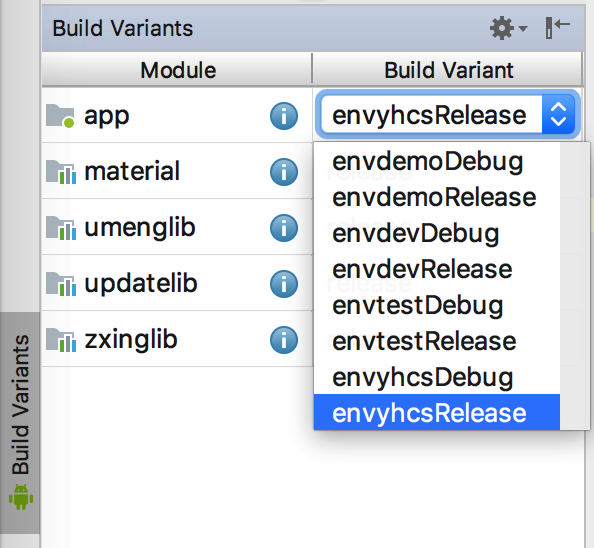 Build Variants
Module Build Variant
app envyhcsRelease
material release
umenglib
updatelib release
zxinglib
envdemoDebug
envdemoRelease
envdevDebug
envdevRelease
envtestDebug
envtestRelease
envyhcsDebug
envyhcsRelease
Build Variants